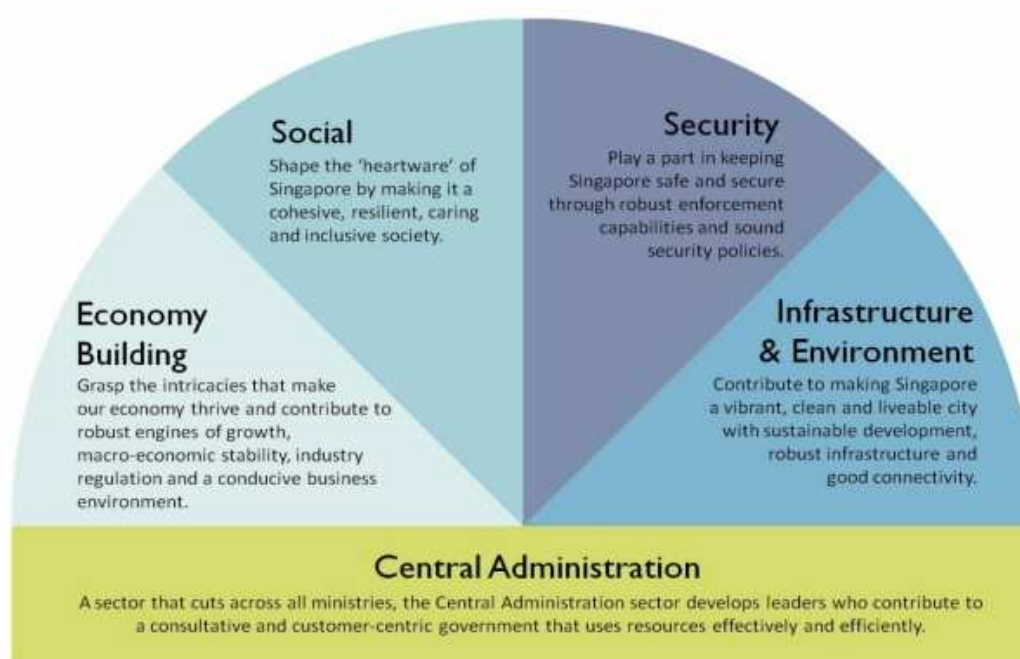 Social
Shape the ‘heartware’ of
Singapore by making it a
cohesive, resilient, caring
and inclusive society.
Security
Play a part in keeping
Singapore safe and secure
through robust enforcement
capabilities and sound
security policies.
Economy
Building
Grasp the intricacies that make
our economy thrive and contribute to
robust engines of growth,
macro-economic stability, industry
regulation and a conducive business
environment.
Infrastructure
& Environment
Contribute to making Singapore
a vibrant, clean and liveable city
with sustainable development,
robust infrastructure and
good connectivity.
Central Administration
A sector that cuts across all ministries, the Central Administration sector develops leaders who contribute to
a consultative and customer-centric government that uses resources effectively and efficiently.